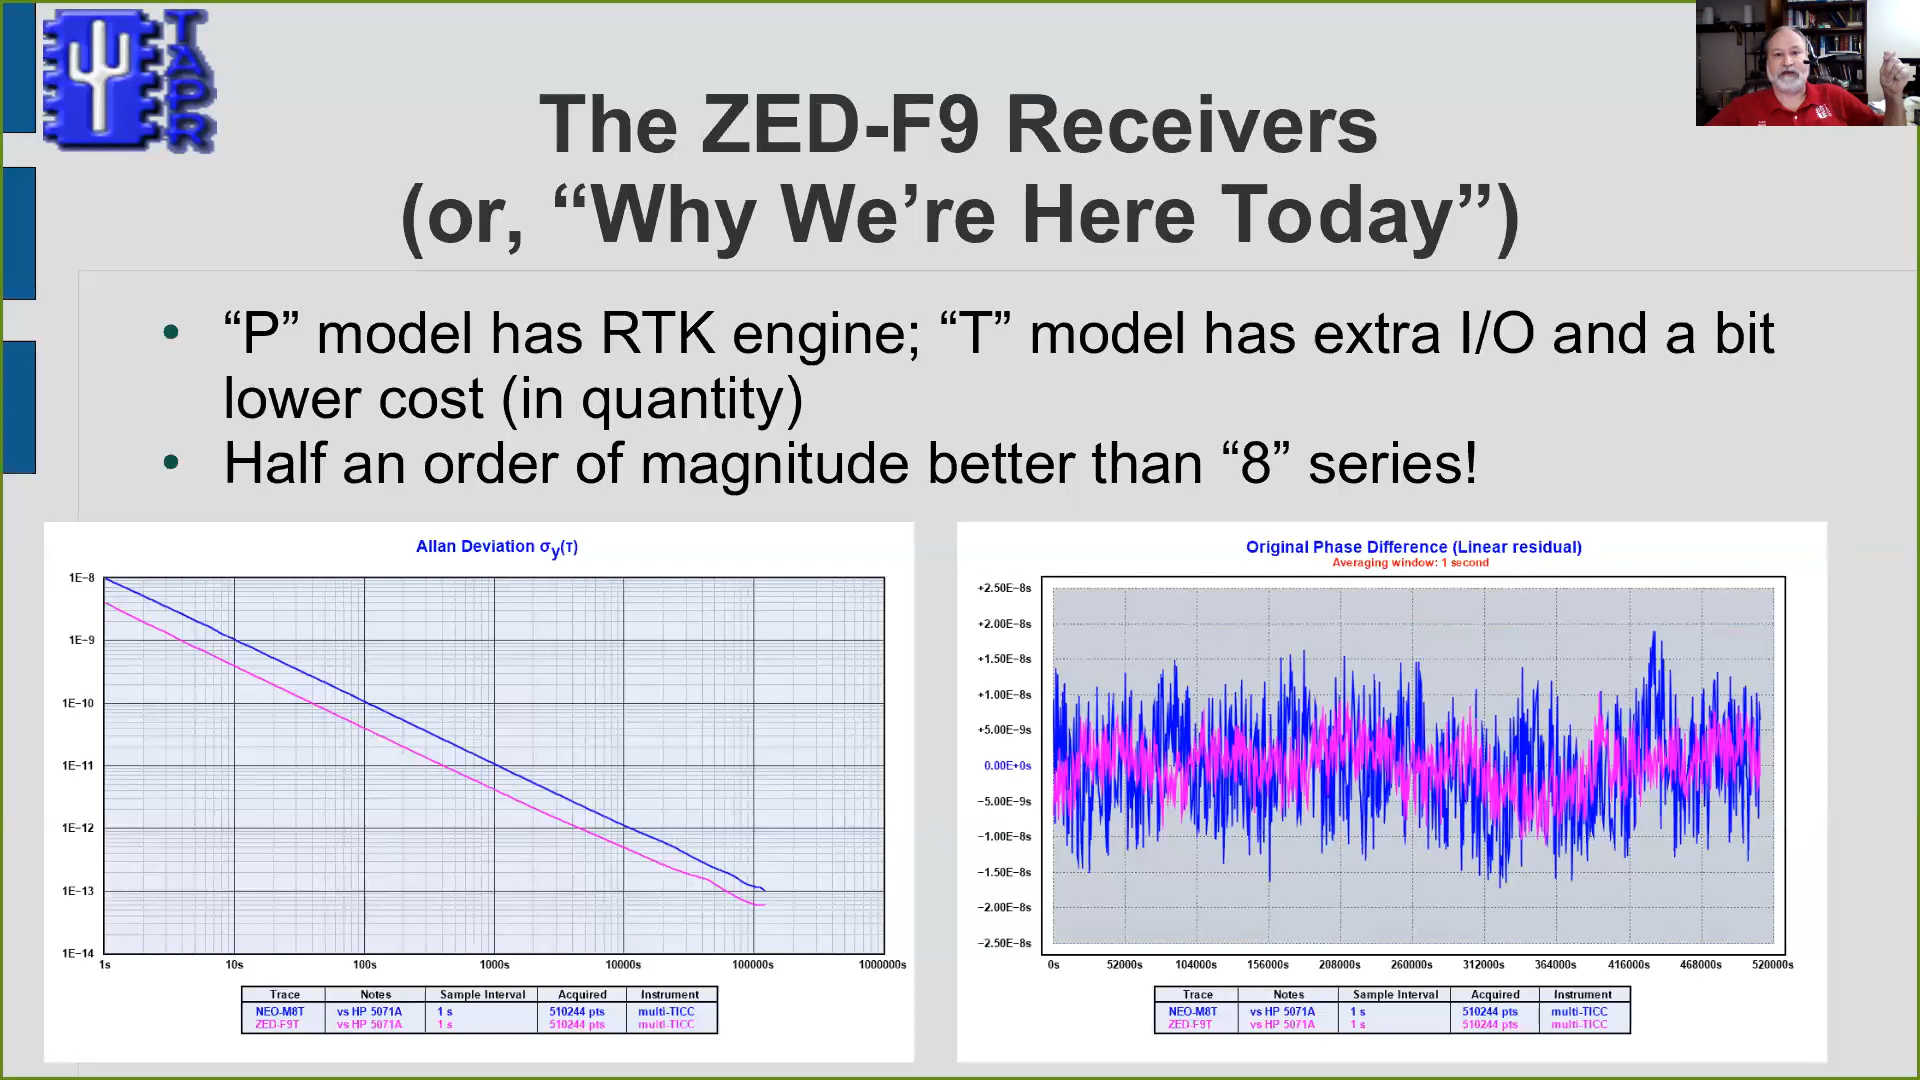 TAPR
The ZED-F9 Receivers
(or, “Why We’re Here Today”)
• “P” model has RTK engine; “T” model has extra I/O and a bit
lower cost (in quantity)
• Half an order of magnitude better than “8” series!
Allan Deviation σy(τ)
1E−8
1E−9
1E−10
1E−11
1E−12
1E−13
1E−14
1s 10s 100s 1000s 10000s 100000s 1000000s
Trace Notes Sample Interval Acquired Instrument
NEO-M8T vs HP 5071A 1 s 510244 pts multi-TICC
ZED-F9T vs HP 5071A 1 s 510244 pts multi-TICC
Original Phase Difference (Linear residual)
Averaging window: 1 second
+2.50E−8s
+2.00E−8s
+1.50E−8s
+1.00E−8s
+5.00E−9s
0.00E+0s
−5.00E−9s
−1.00E−8s
−1.50E−8s
−2.00E−8s
−2.50E−8s
0s 52000s 104000s 156000s 208000s 260000s 312000s 364000s 416000s 468000s 520000s
Trace Notes Sample Interval Acquired Instrument
NEO-M8T vs HP 5071A 1 s 510244 pts multi-TICC
ZED-F9T vs HP 5071A 1 s 510244 pts multi-TICC